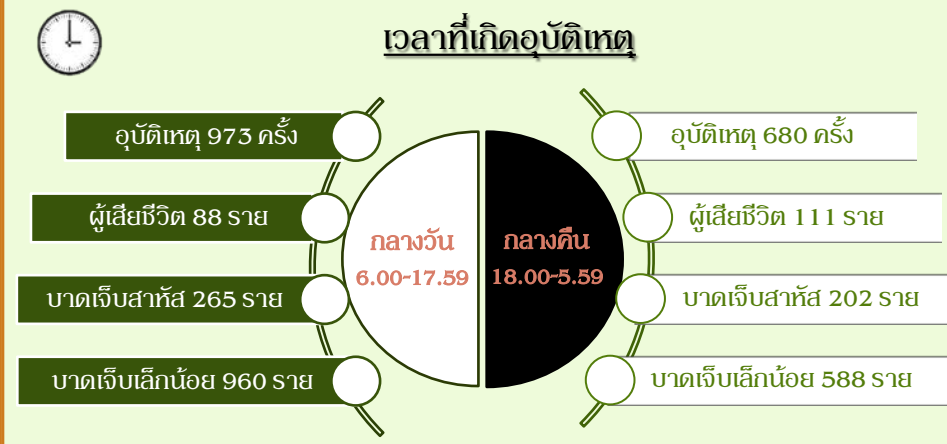 เวลาที่เกิดอุบัติเหตุ
อุบัติเหตุ 973 ครั้ง
ผู้เสียชีวิต 88 ราย
บาดเจ็บสาหัส 265 ราย
บาดเจ็บเล็กน้อย 960 ราย
กลางวัน
6.00-17.59
กลางคืน
18.00-5.59
อุบัติเหตุ 680 ครั้ง
ผู้เสียชีวิต 111 ราย
บาดเจ็บสาหัส 202 ราย
บาดเจ็บเล็กน้อย 588 ราย